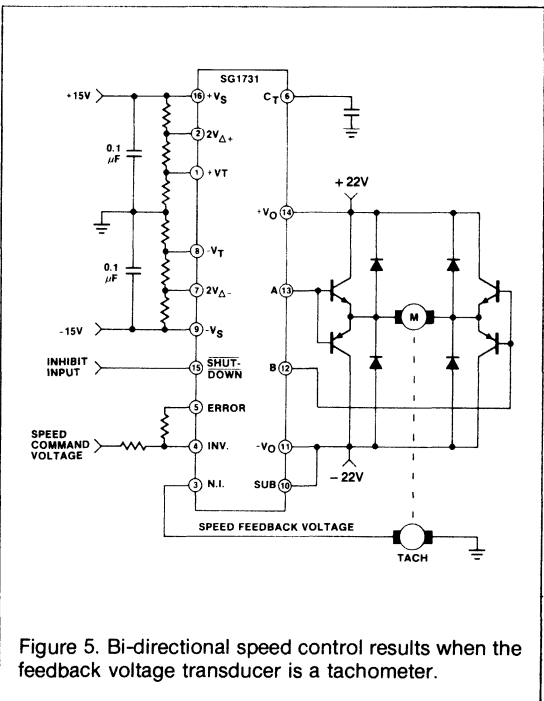 SG1731
+15V
16
+VS
CT
6
2
2VΔ+
0.1
μF
1
+VT
+22V
+VO
14
8
-VT
0.1
μF
7
2VΔ-
A
13
M
-15V
9
-VS
INHIBIT
INPUT
15
SHUT-
DOWN
B
12
5
ERROR
SPEED
COMMAND
VOLTAGE
4
INV.
-VO
11
-22V
3
N.I.
SUB
10
SPEED FEEDBACK VOLTAGE
TACH
Figure 5. Bi-directional speed control results when the
feedback voltage transducer is a tachometer.